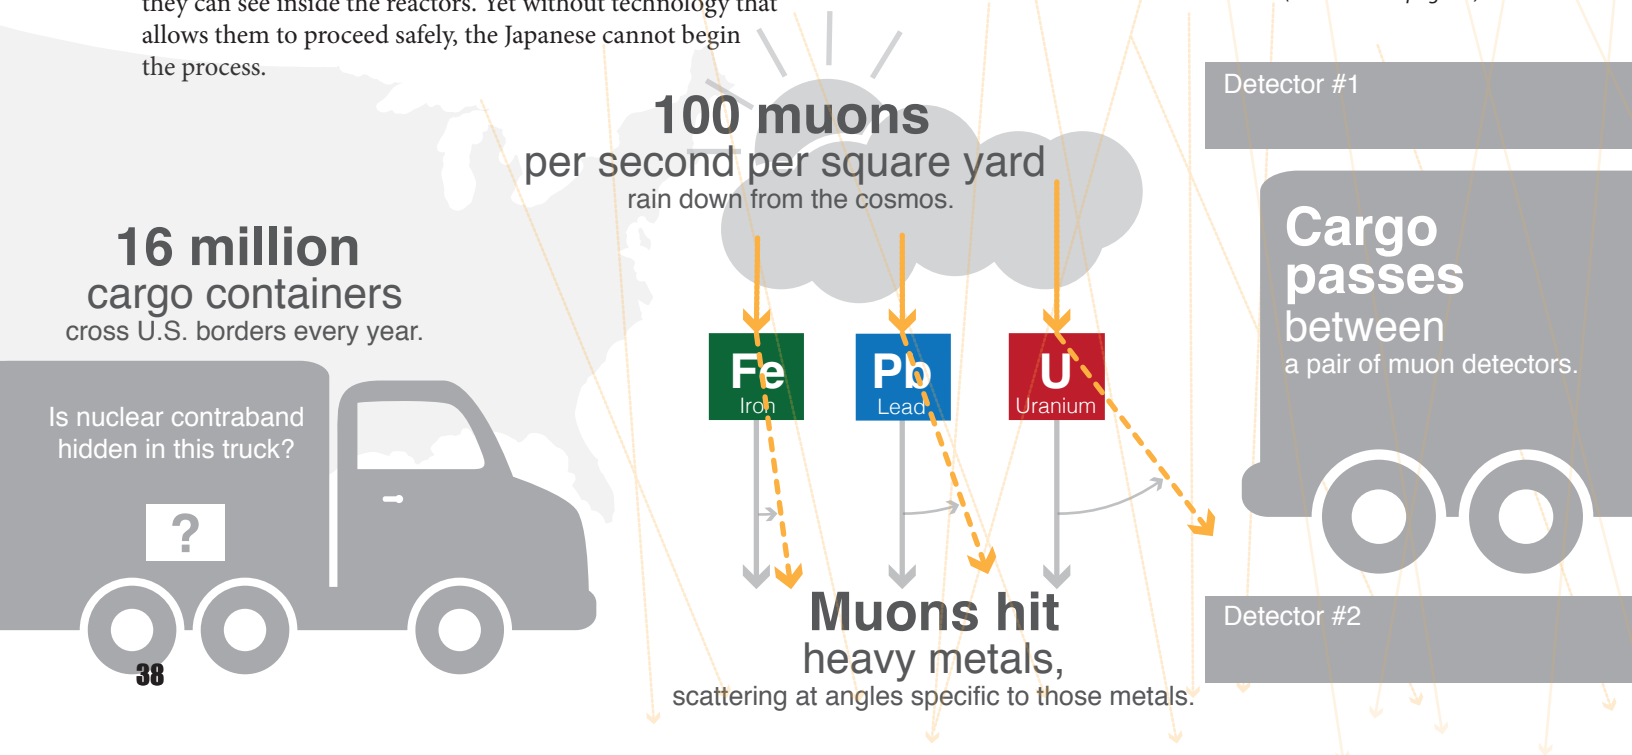 they can see inside the reactors. Yet without technology that
allows them to proceed safely, the Japanese cannot begin
the process.
100 muons
per second per square yard
rain down from the cosmos.
16 million
cargo containers
cross U.S. borders every year.
Is nuclear contraband
hidden in this truck?
?
Fe
Iron
Pb
Lead
U
Uranium
Muons hit
heavy metals,
scattering at angles specific to those metals.
Detector #1
Cargo
passes
between
a pair of muon detectors.
Detector #2
38